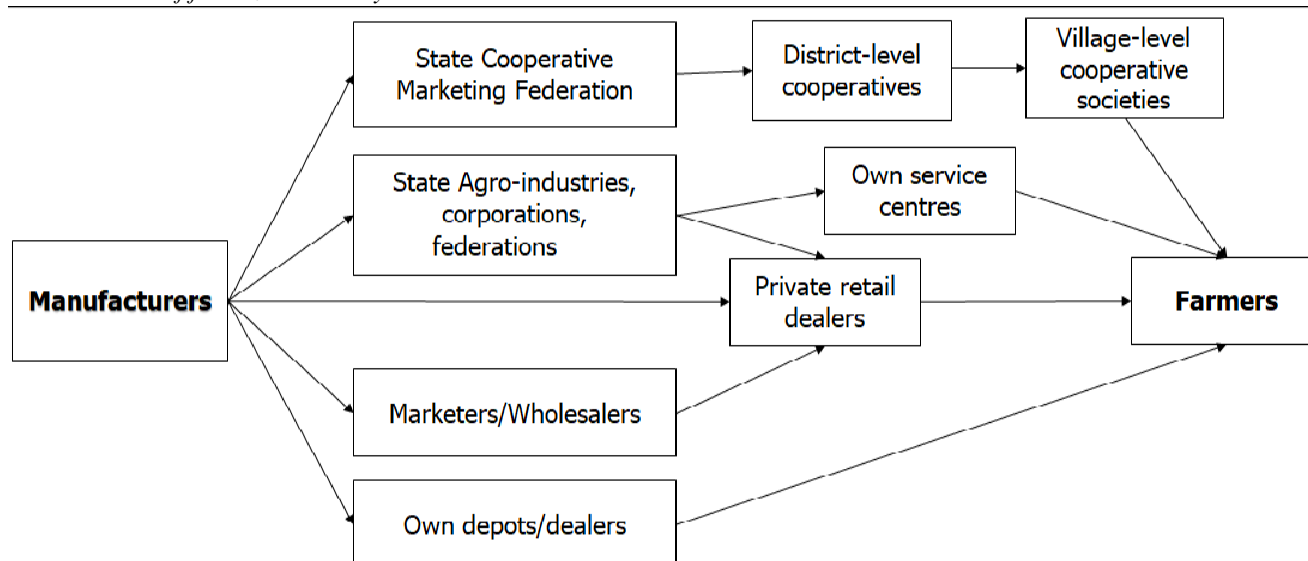 State Cooperative
Marketing Federation
District-level
cooperatives
Village-level
cooperative
societies
State Agro-industries,
corporations,
federations
Own service
centres
Manufacturers
Private retail
dealers
Farmers
Marketers/Wholesalers
Own depots/dealers